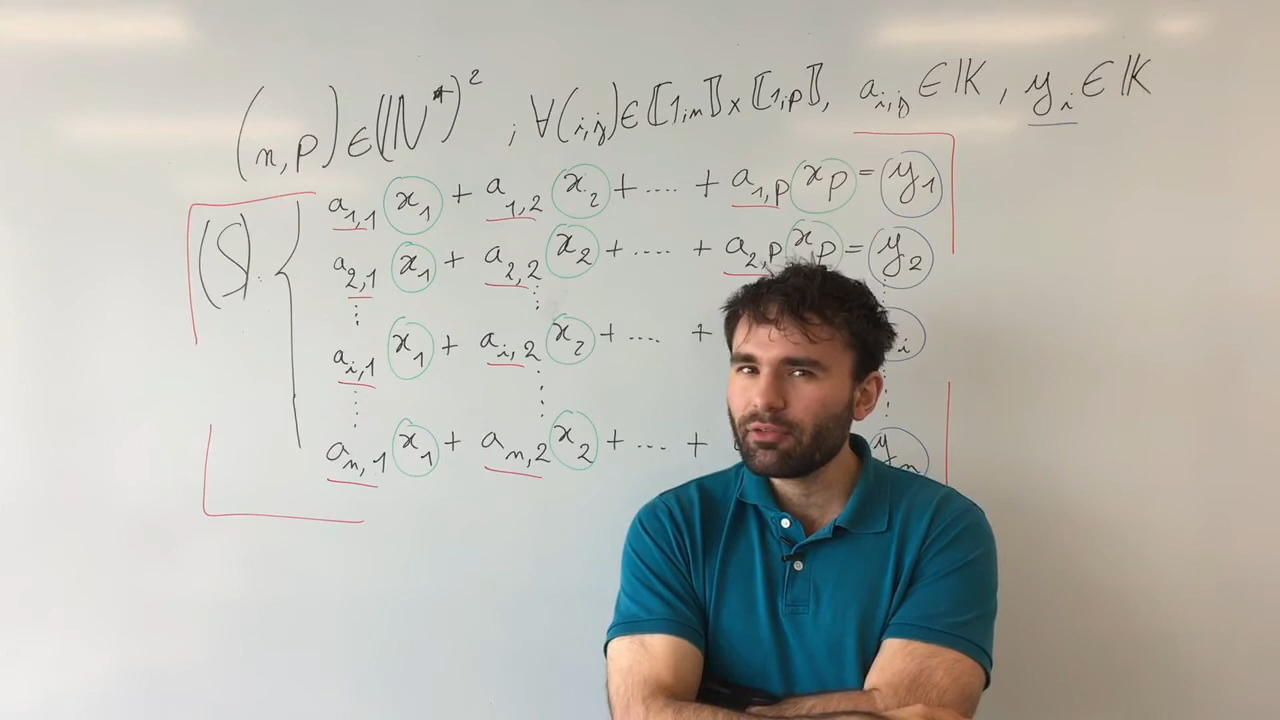 (n,p)∈(ℕ*)² , ∀(i,j)∈⟦1;n⟧×⟦1;p⟧, a_{i,j}∈𝕂, y_i∈𝕂
(S): { a_{1,1} x_1 + a_{1,2} x_2 + .... + a_{1,p} x_p = y_1
a_{2,1} x_1 + a_{2,2} x_2 + .... + a_{2,p} x_p = y_2
⋮ ⋮ ⋮
a_{i,1} x_1 + a_{i,2} x_2 + .... + i
⋮ ⋮ ⋮
a_{n,1} x_1 + a_{n,2} x_2 + ... + y_n